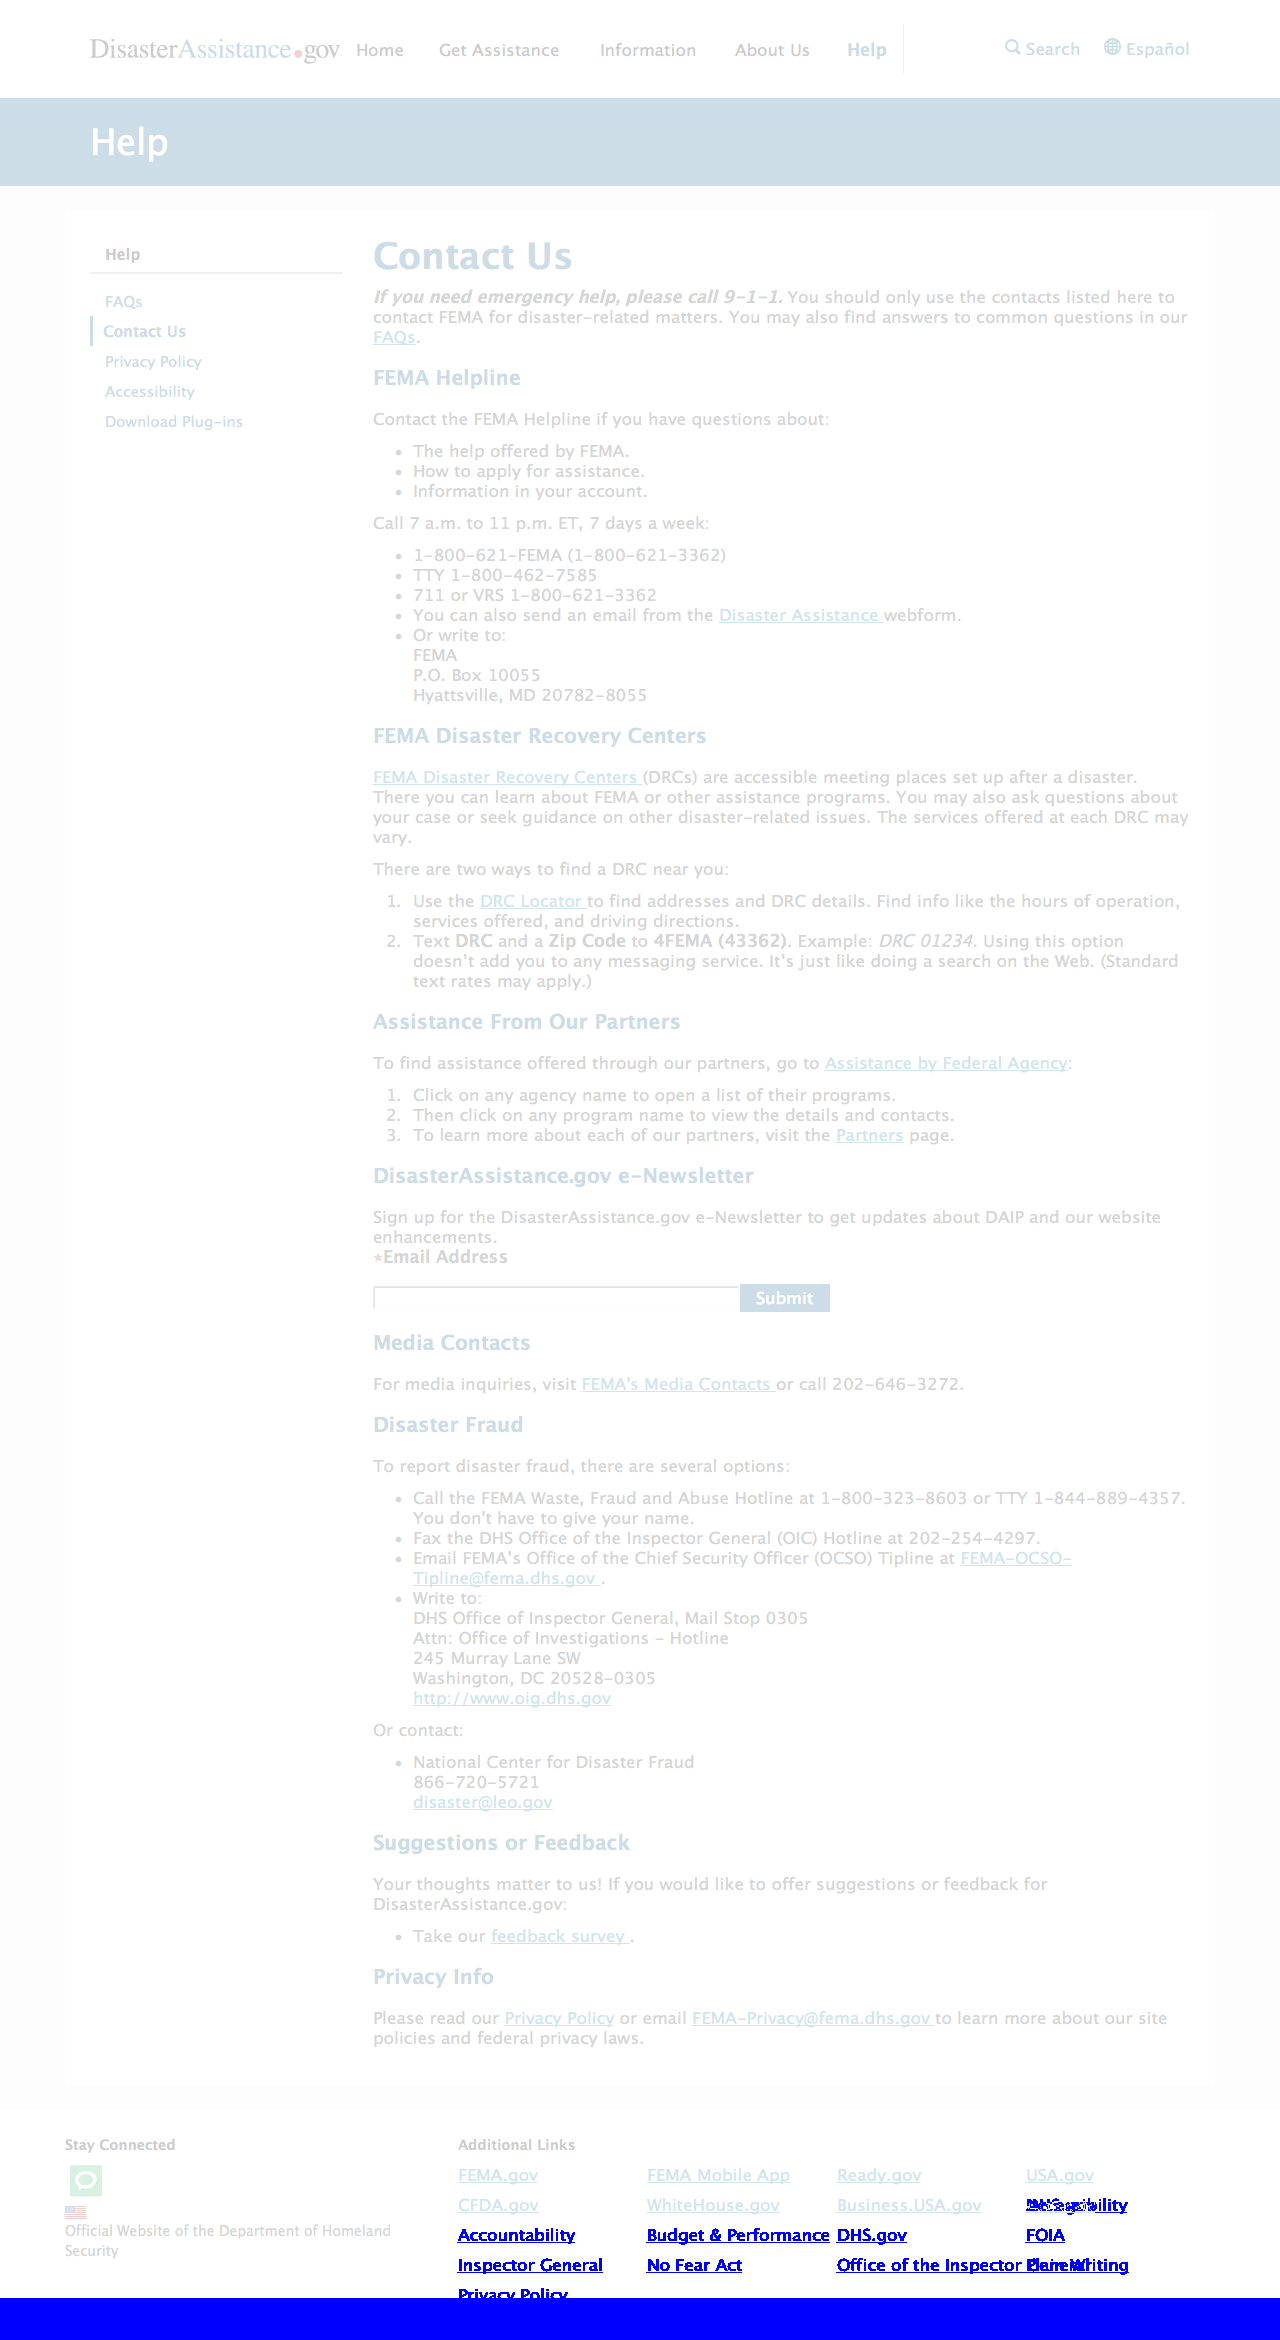 DisasterAssistance.gov Home Get Assistance Information About Us Help Search Español
Help
Help
FAQs
Contact Us
Privacy Policy
Accessibility
Download Plug-ins
Contact Us
If you need emergency help, please call 9-1-1. You should only use the contacts listed here to
contact FEMA for disaster-related matters. You may also find answers to common questions in our
FAQs.
FEMA Helpline
Contact the FEMA Helpline if you have questions about:
• The help offered by FEMA.
• How to apply for assistance.
• Information in your account.
Call 7 a.m. to 11 p.m. ET, 7 days a week:
• 1-800-621-FEMA (1-800-621-3362)
• TTY 1-800-462-7585
• 711 or VRS 1-800-621-3362
• You can also send an email from the Disaster Assistance webform.
• Or write to:
FEMA
P.O. Box 10055
Hyattsville, MD 20782-8055
FEMA Disaster Recovery Centers
FEMA Disaster Recovery Centers (DRCs) are accessible meeting places set up after a disaster.
There you can learn about FEMA or other assistance programs. You may also ask questions about
your case or seek guidance on other disaster-related issues. The services offered at each DRC may
vary.
There are two ways to find a DRC near you:
1. Use the DRC Locator to find addresses and DRC details. Find info like the hours of operation,
services offered, and driving directions.
2. Text DRC and a Zip Code to 4FEMA (43362). Example: DRC 01234. Using this option
doesn't add you to any messaging service. It's just like doing a search on the Web. (Standard
text rates may apply.)
Assistance From Our Partners
To find assistance offered through our partners, go to Assistance by Federal Agency:
1. Click on any agency name to open a list of their programs.
2. Then click on any program name to view the details and contacts.
3. To learn more about each of our partners, visit the Partners page.
DisasterAssistance.gov e-Newsletter
Sign up for the DisasterAssistance.gov e-Newsletter to get updates about DAIP and our website
enhancements.
*Email Address
Submit
Media Contacts
For media inquiries, visit FEMA's Media Contacts or call 202-646-3272.
Disaster Fraud
To report disaster fraud, there are several options:
• Call the FEMA Waste, Fraud and Abuse Hotline at 1-800-323-8603 or TTY 1-844-889-4357.
You don't have to give your name.
• Fax the DHS Office of the Inspector General (OIC) Hotline at 202-254-4297.
• Email FEMA's Office of the Chief Security Officer (OCSO) Tipline at FEMA-OCSO-
Tipline@fema.dhs.gov .
• Write to:
DHS Office of Inspector General, Mail Stop 0305
Attn: Office of Investigations - Hotline
245 Murray Lane SW
Washington, DC 20528-0305
http://www.oig.dhs.gov
Or contact:
• National Center for Disaster Fraud
866-720-5721
disaster@leo.gov
Suggestions or Feedback
Your thoughts matter to us! If you would like to offer suggestions or feedback for
DisasterAssistance.gov:
• Take our feedback survey .
Privacy Info
Please read our Privacy Policy or email FEMA-Privacy@fema.dhs.gov to learn more about our site
policies and federal privacy laws.
Stay Connected
Official Website of the Department of Homeland
Security
Additional Links
FEMA.gov FEMA Mobile App Ready.gov USA.gov
CFDA.gov WhiteHouse.gov Business.USA.gov
Accountability Budget & Performance DHS.gov FOIA
Inspector General No Fear Act Office of the Inspector General Plain Writing
Privacy Policy